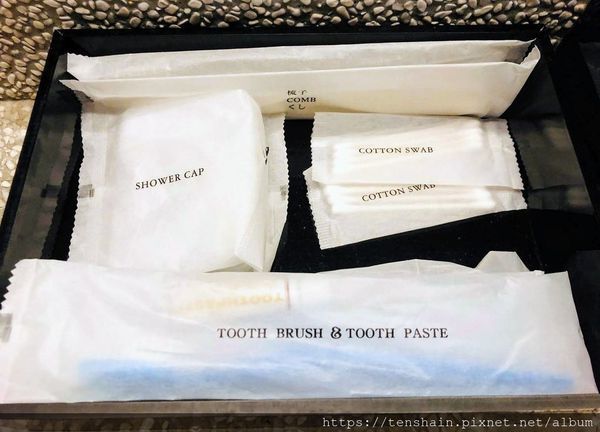 梳子
COMB
くし
SHOWER CAP
COTTON SWAB
COTTON SWAB
TOOTH BRUSH & TOOTH PASTE
https://tenshain.pixnet.net/album